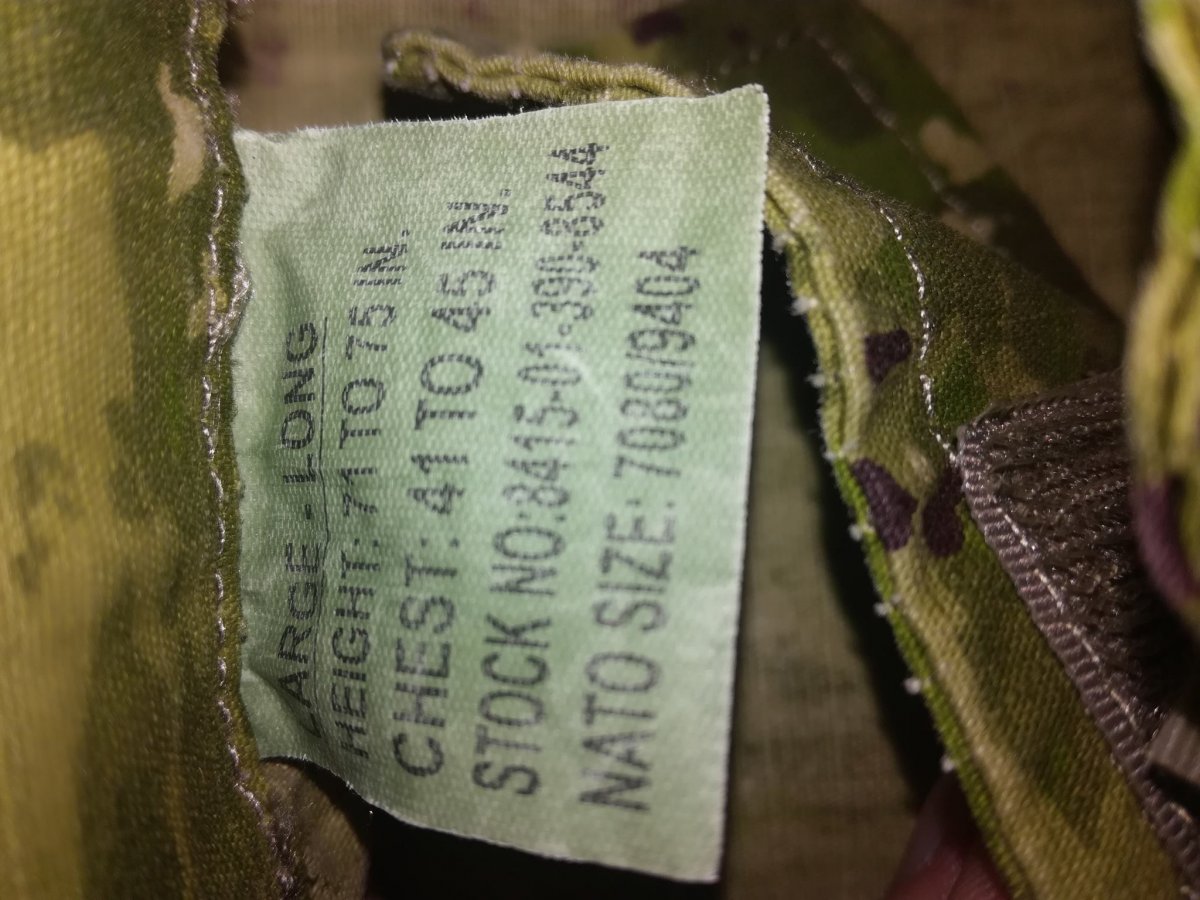 LARGE - LONG
HEIGHT: 71 TO 75 IN.
CHEST: 41 TO 45 IN.
STOCK NO:8415-01-390-8544
NATO SIZE: 7080/9404